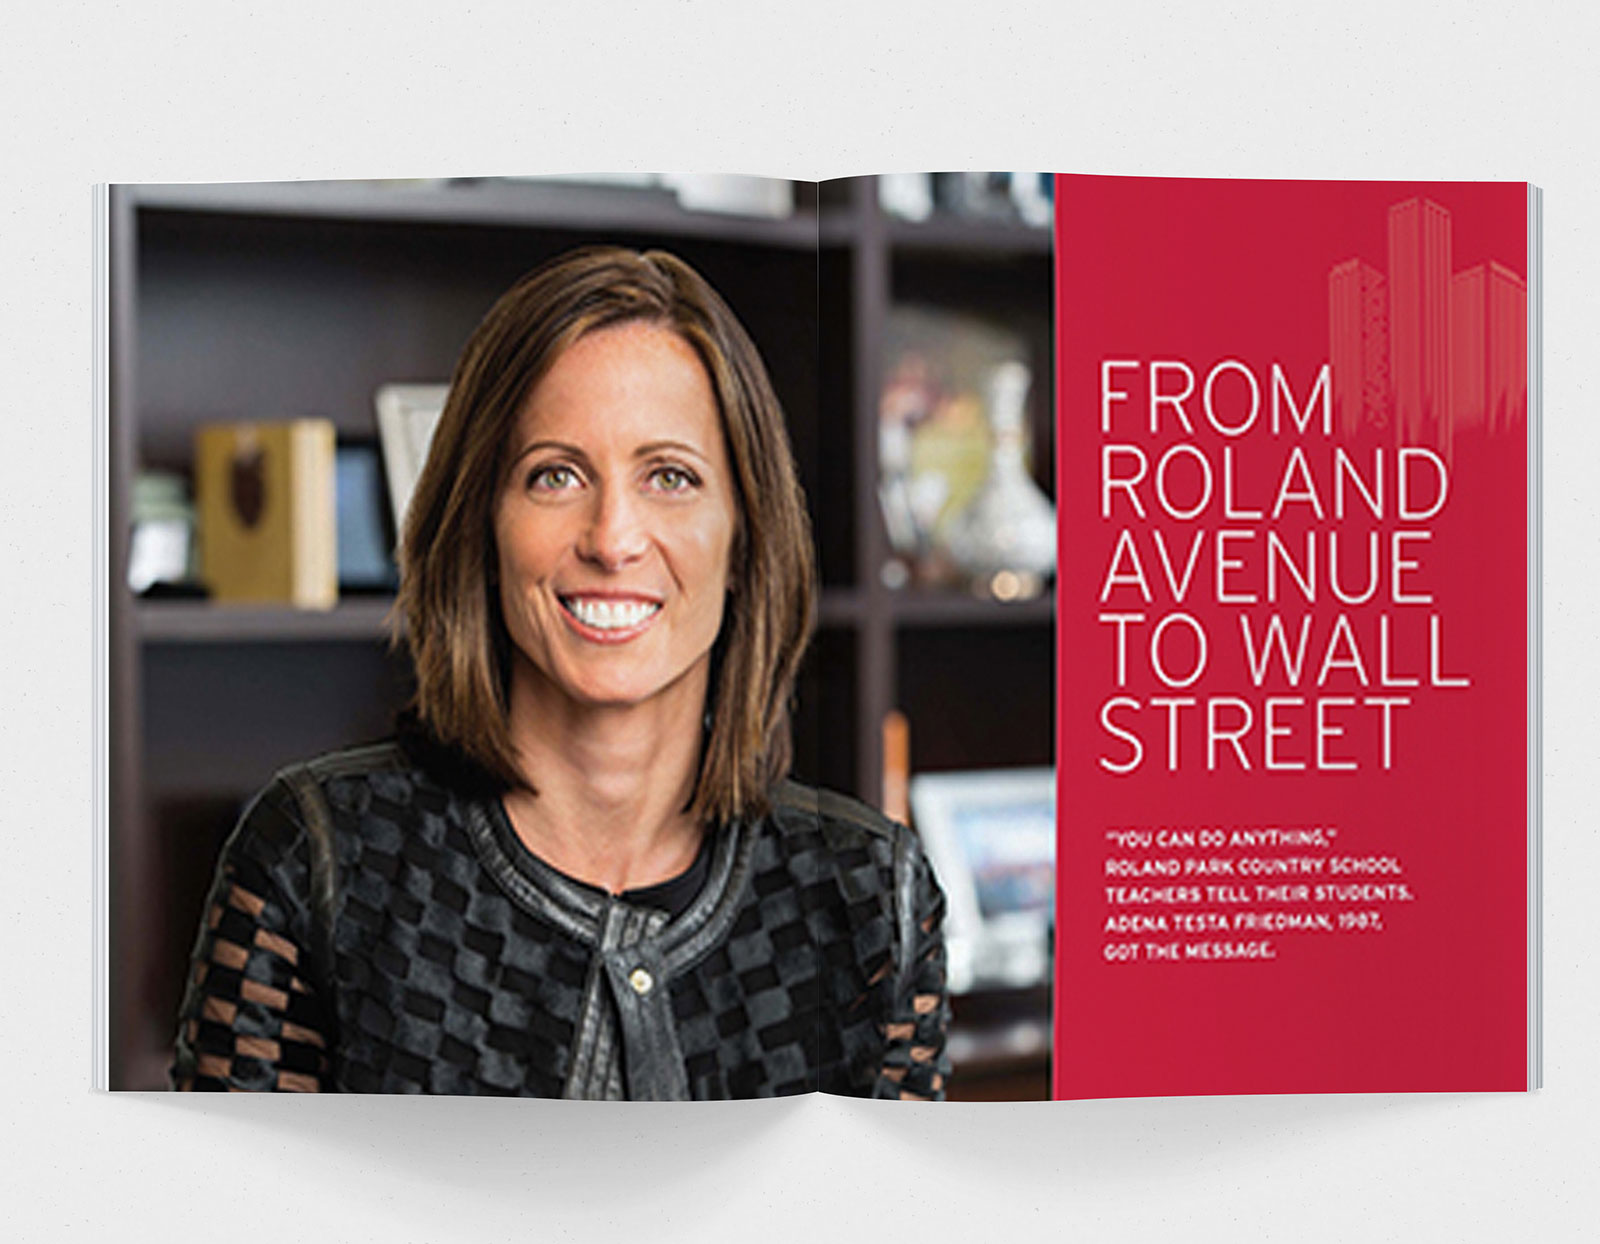 FROM
ROLAND
AVENUE
TO WALL
STREET
"YOU CAN DO ANYTHING,"
ROLAND PARK COUNTRY SCHOOL
TEACHERS TELL THEIR STUDENTS.
ADENA TESTA FRIEDMAN, 1987,
GOT THE MESSAGE.